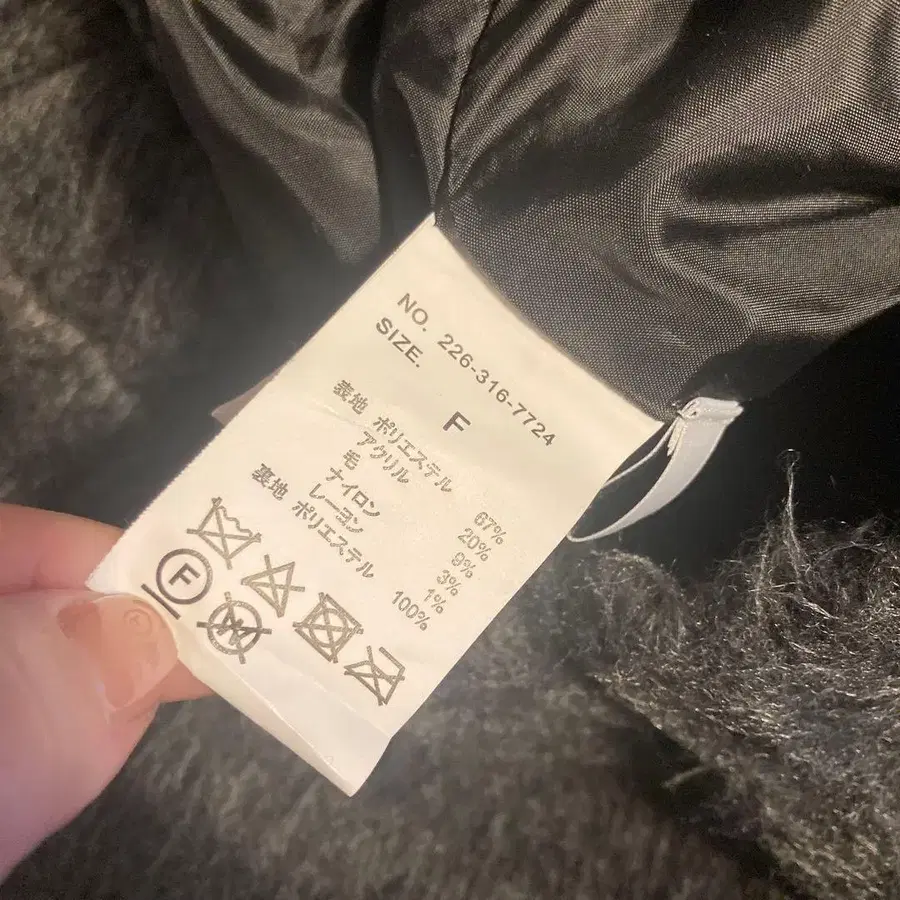 NO. 226-316-7724
SIZE. F
表地 ポリエステル 67%
アクリル 20%
毛 9%
ナイロン 3%
レーヨン 1%
裏地 ポリエステル 100%
F
W